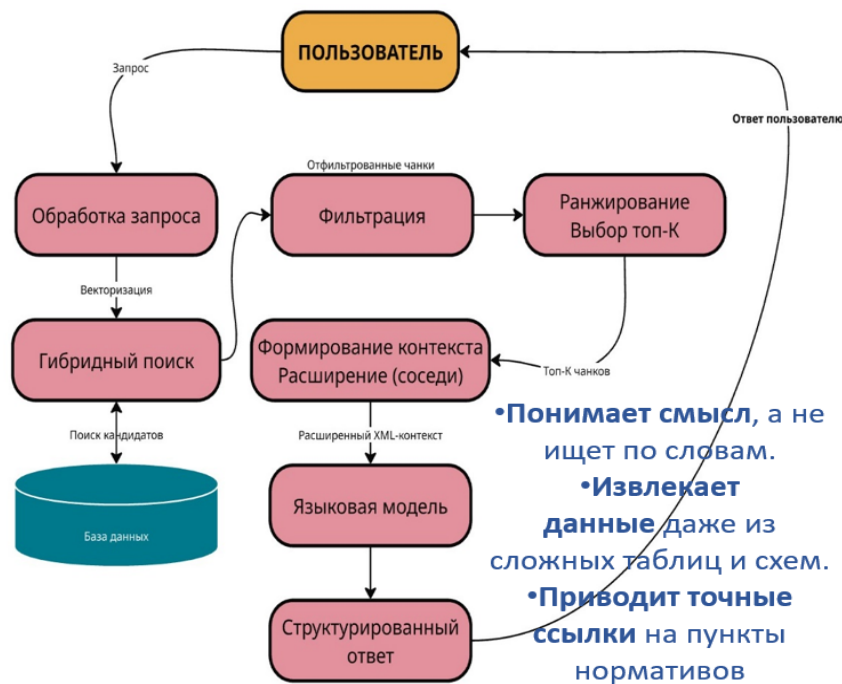 ПОЛЬЗОВАТЕЛЬ
Запрос
Ответ пользователю
Отфильтрованные чанки
Обработка запроса
Фильтрация
Ранжирование
Выбор топ-К
Векторизация
Гибридный поиск
Формирование контекста
Расширение (соседи)
Топ-К чанков
Поиск кандидатов
Расширенный XML-контекст
База данных
Языковая модель
Структурированный
ответ
•Понимает смысл, а не
ищет по словам.
•Извлекает
данные даже из
сложных таблиц и схем.
•Приводит точные
ссылки на пункты
нормативов